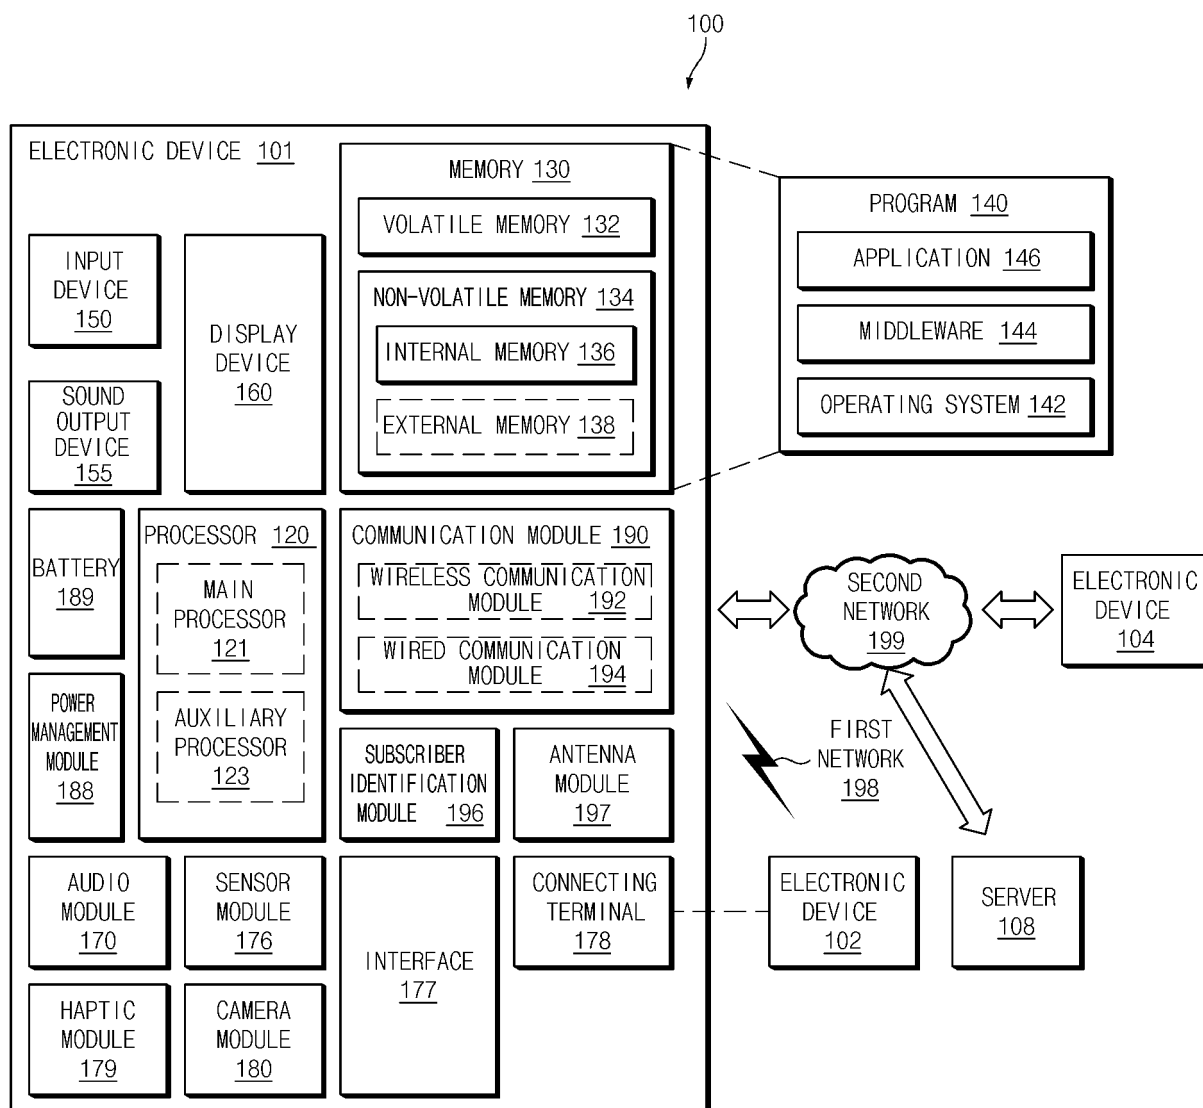 100
ELECTRONIC DEVICE 101
MEMORY 130
VOLATILE MEMORY 132
NON-VOLATILE MEMORY 134
INTERNAL MEMORY 136
EXTERNAL MEMORY 138
PROGRAM 140
APPLICATION 146
MIDDLEWARE 144
OPERATING SYSTEM 142
INPUT
DEVICE
150
DISPLAY
DEVICE
160
SOUND
OUTPUT
DEVICE
155
BATTERY
189
PROCESSOR 120
MAIN
PROCESSOR
121
AUXILIARY
PROCESSOR
123
COMMUNICATION MODULE 190
WIRELESS COMMUNICATION
MODULE 192
WIRED COMMUNICATION
MODULE 194
SECOND
NETWORK
199
ELECTRONIC
DEVICE
104
POWER
MANAGEMENT
MODULE
188
SUBSCRIBER
IDENTIFICATION
MODULE 196
ANTENNA
MODULE
197
FIRST
NETWORK
198
AUDIO
MODULE
170
SENSOR
MODULE
176
INTERFACE
177
CONNECTING
TERMINAL
178
ELECTRONIC
DEVICE
102
SERVER
108
HAPTIC
MODULE
179
CAMERA
MODULE
180